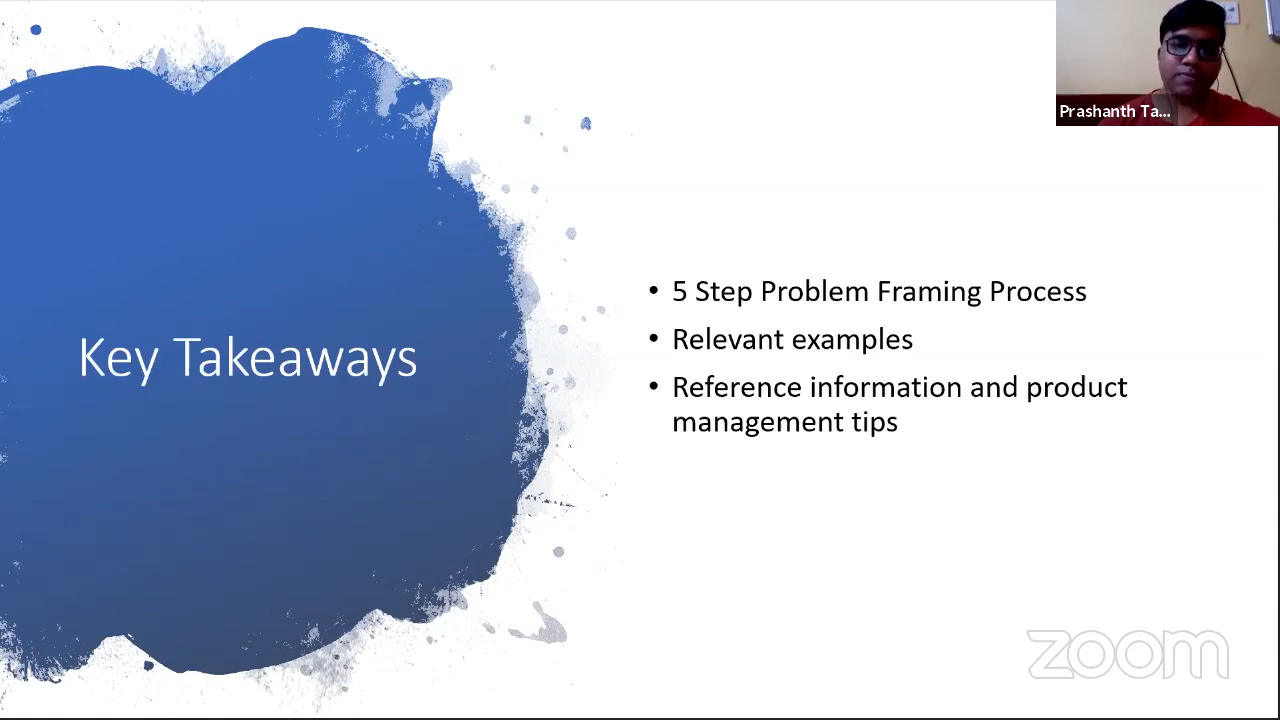 Prashanth Ta...
Key Takeaways
• 5 Step Problem Framing Process
• Relevant examples
• Reference information and product
management tips
zoom